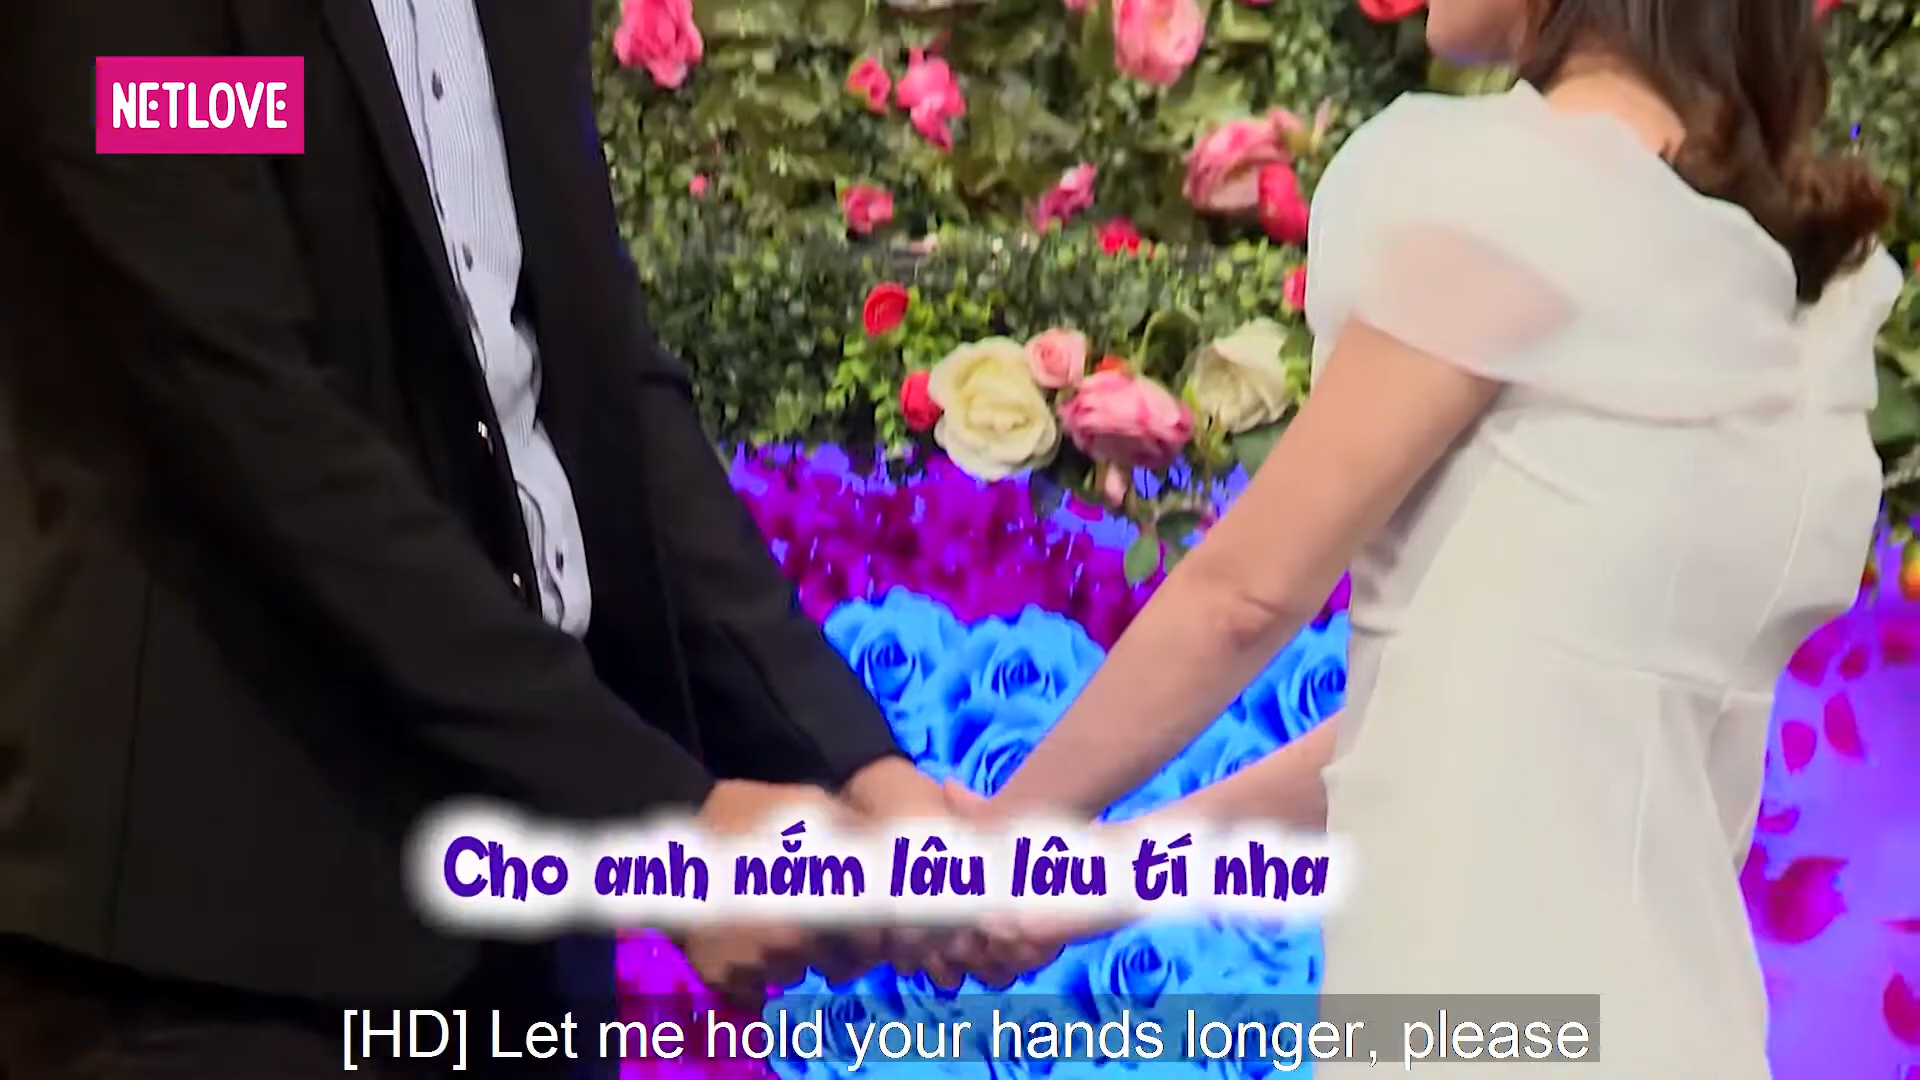 NETLOVE
Cho anh nắm lâu lâu tí nha
[HD] Let me hold your hands longer, please